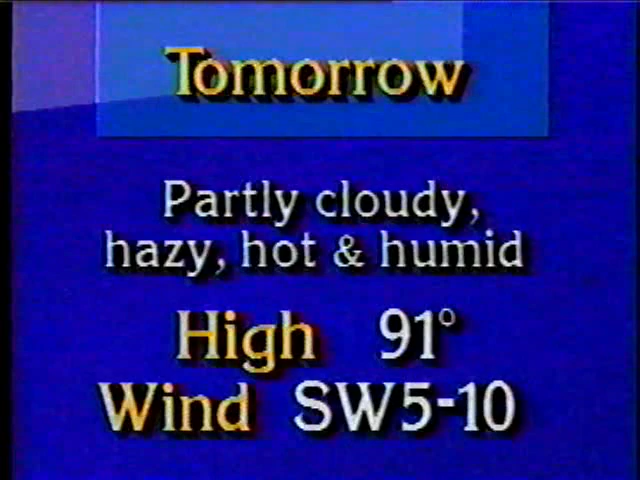 Tomorrow
Partly cloudy,
hazy, hot & humid
High 91°
Wind SW5-10